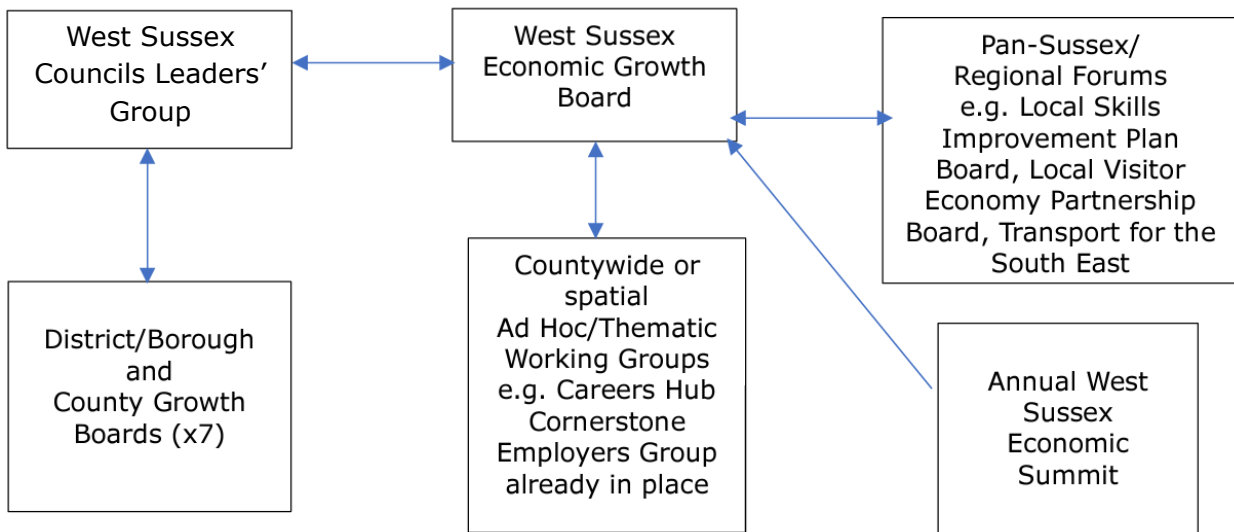 West Sussex
Councils Leaders’
Group
West Sussex
Economic Growth
Board
Pan-Sussex/
Regional Forums
e.g. Local Skills
Improvement Plan
Board, Local Visitor
Economy Partnership
Board, Transport for the
South East
District/Borough
and
County Growth
Boards (x7)
Countywide or
spatial
Ad Hoc/Thematic
Working Groups
e.g. Careers Hub
Cornerstone
Employers Group
already in place
Annual West
Sussex
Economic
Summit